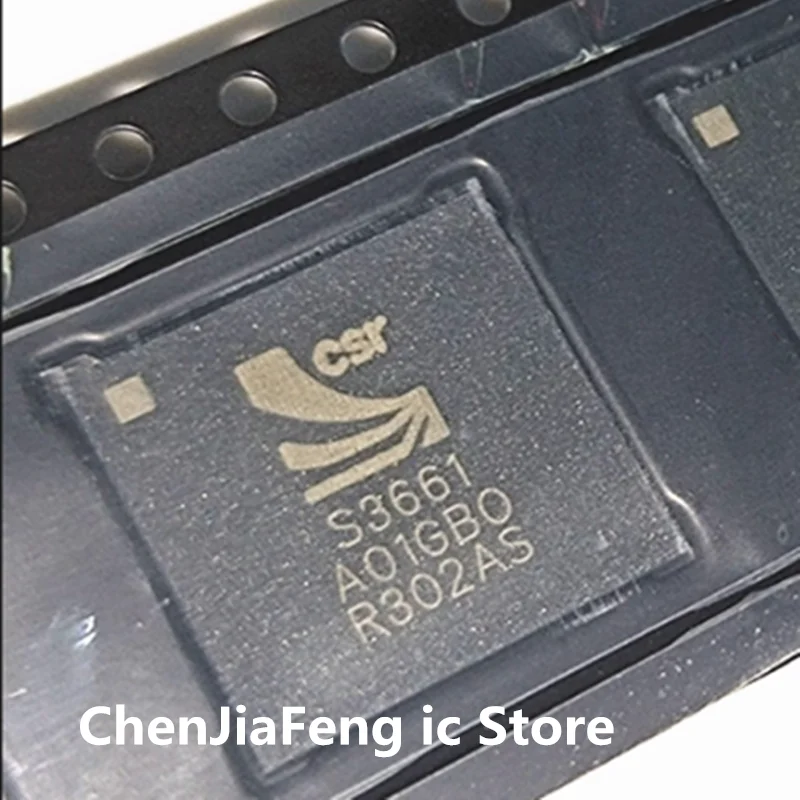 csr
S3661
A01GBO
R302AS
ChenJiaFeng ic Store